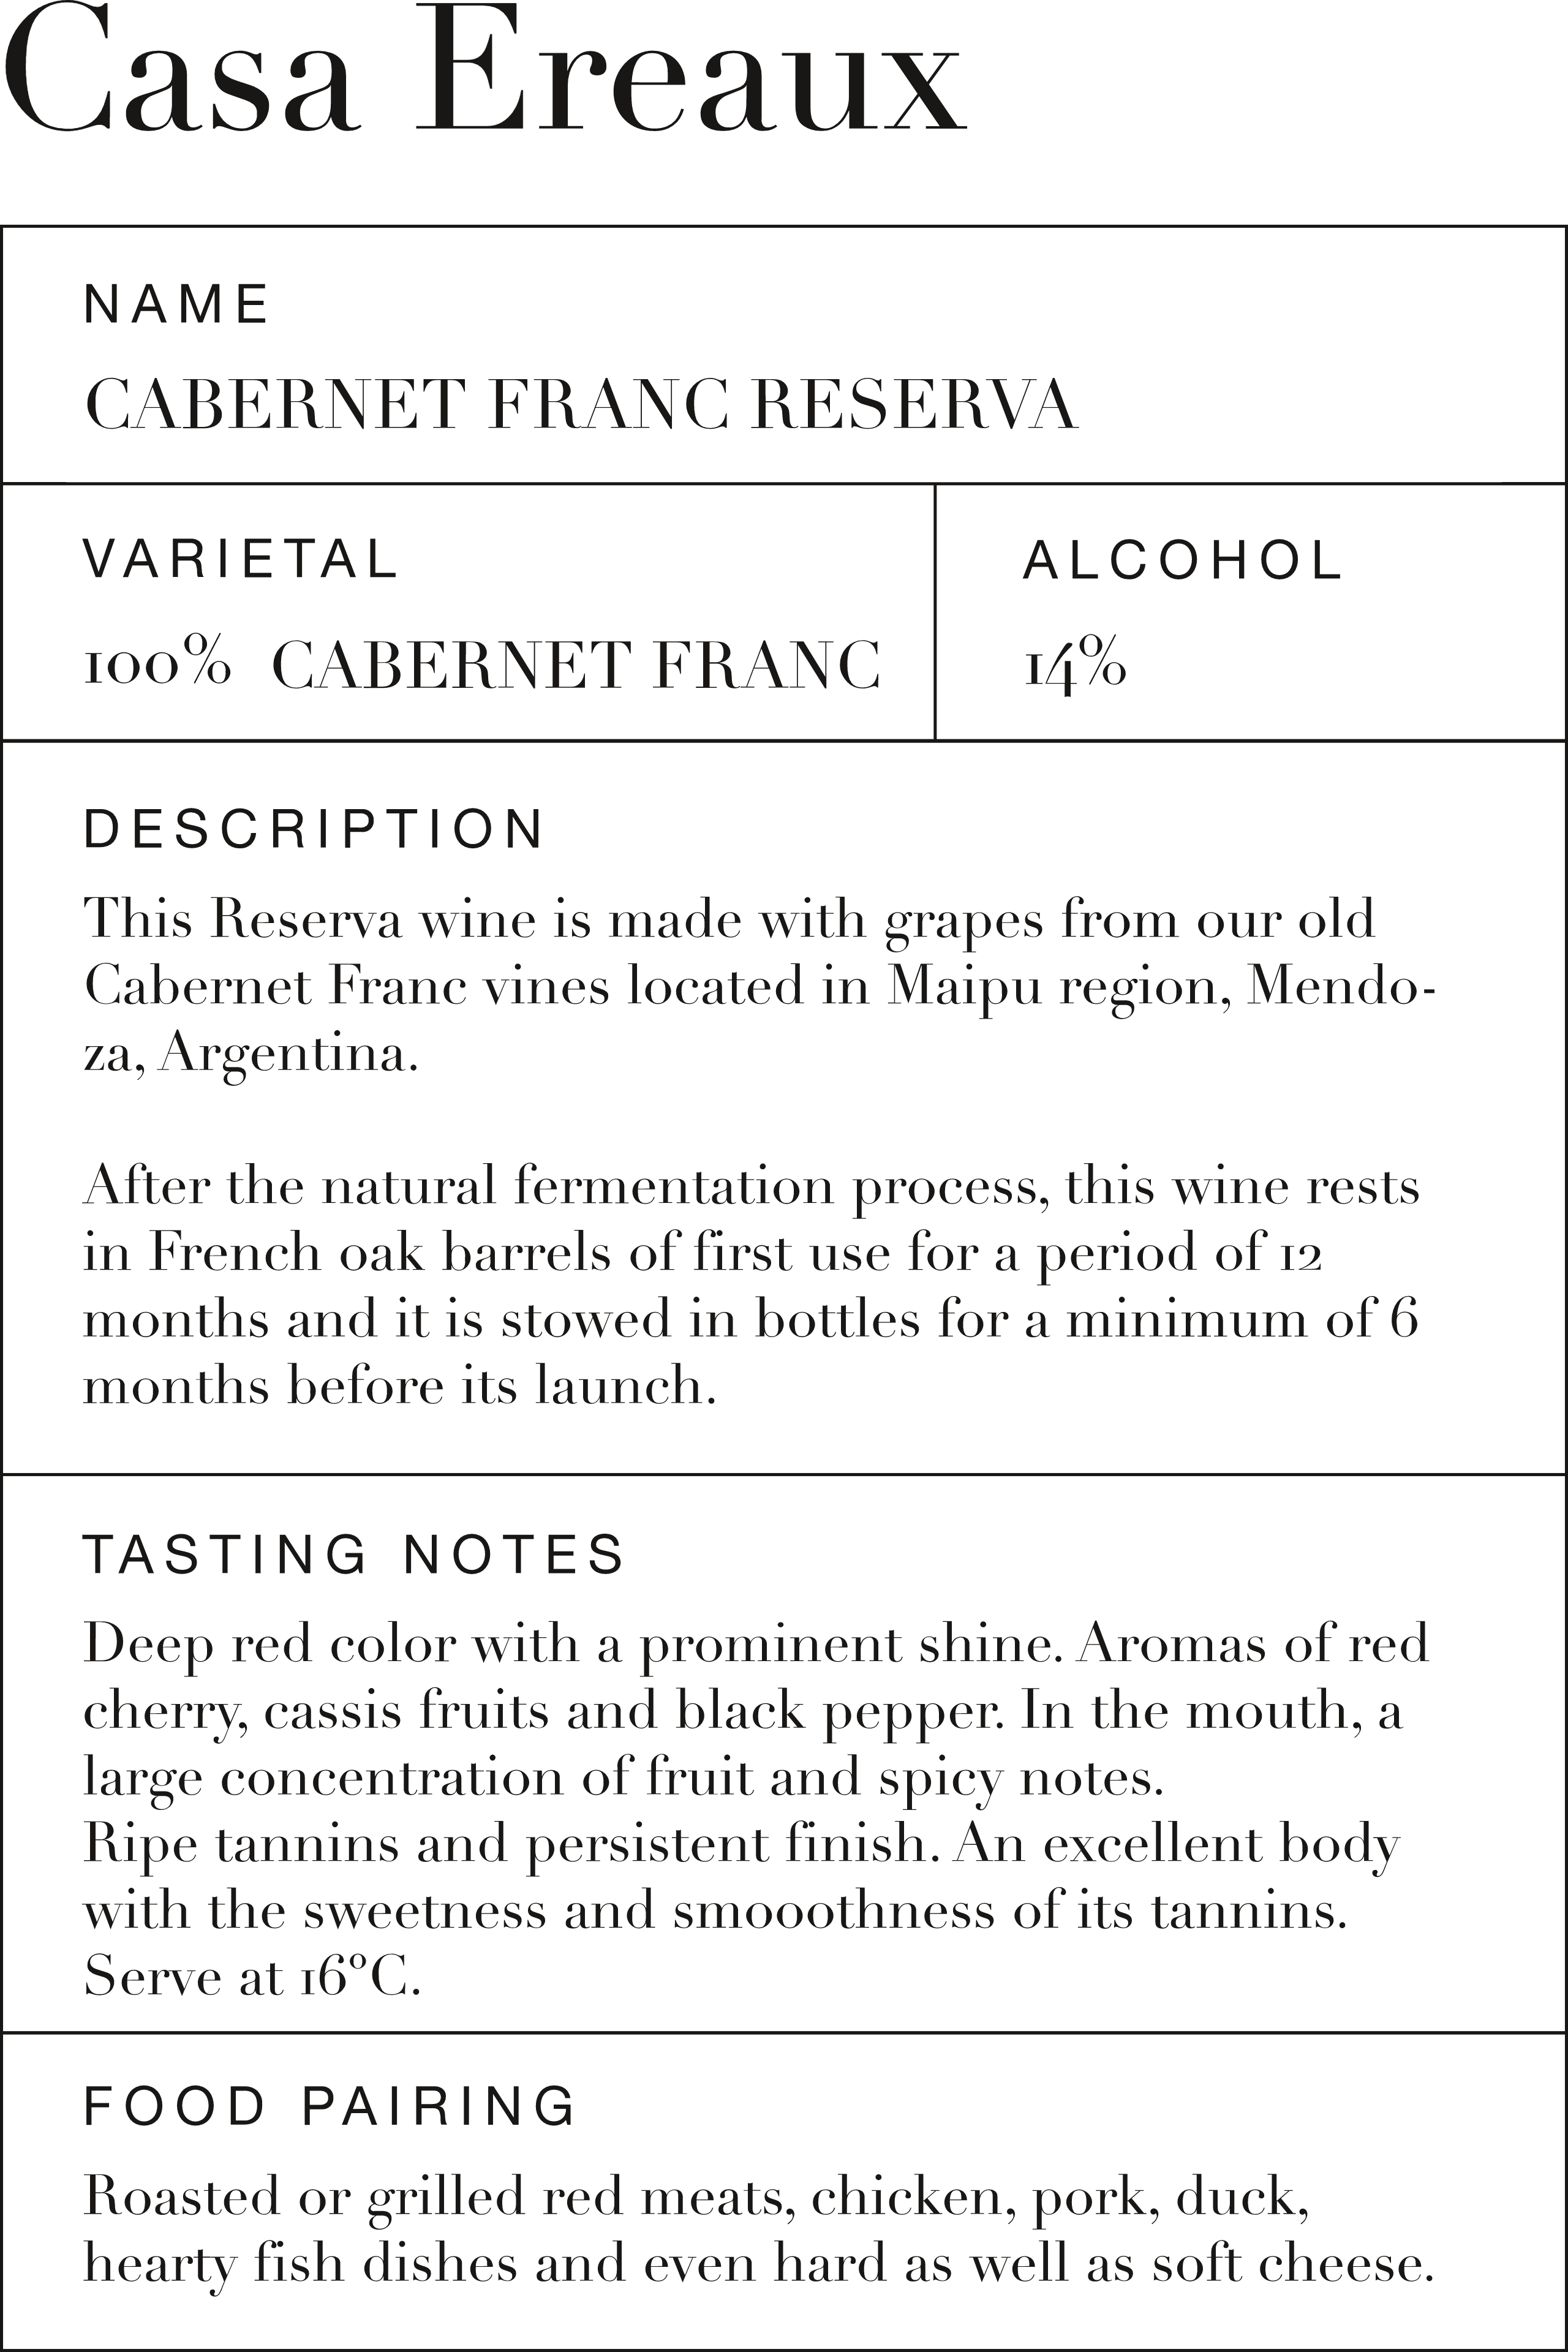 Casa Ereaux
NAME
CABERNET FRANC RESERVA
VARIETAL
100% CABERNET FRANC
ALCOHOL
14%
DESCRIPTION
This Reserva wine is made with grapes from our old
Cabernet Franc vines located in Maipu region, Mendo-
za, Argentina.
After the natural fermentation process, this wine rests
in French oak barrels of first use for a period of 12
months and it is stowed in bottles for a minimum of 6
months before its launch.
TASTING NOTES
Deep red color with a prominent shine. Aromas of red
cherry, cassis fruits and black pepper. In the mouth, a
large concentration of fruit and spicy notes.
Ripe tannins and persistent finish. An excellent body
with the sweetness and smooothness of its tannins.
Serve at 16ºC.
FOOD PAIRING
Roasted or grilled red meats, chicken, pork, duck,
hearty fish dishes and even hard as well as soft cheese.